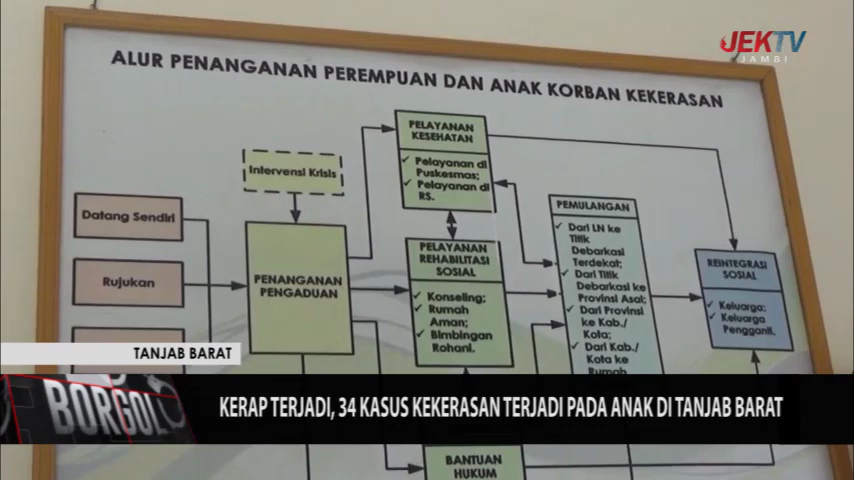 JEKTV
JAMBI
ALUR PENANGANAN PEREMPUAN DAN ANAK KORBAN KEKERASAN
Intervensi Krisis
Datang Sendiri
Rujukan
PENANGANAN
PENGADUAN
PELAYANAN
KESEHATAN
✓ Pelayanan di
Puskesmas;
✓ Pelayanan di
RS.
PELAYANAN
REHABILITASI
SOSIAL
✓ Konseling;
✓ Rumah
Aman;
✓ Bimbingan
Rohani.
PEMULANGAN
✓ Dari LN ke
Titik
Debarkasi
Terdekat;
✓ Dari Titik
Debarkasi ke
Provinsi Asal;
✓ Dari Provinsi
ke Kab./
Kota;
✓ Dari Kab./
Kota ke
Rumah
REINTEGRASI
SOSIAL
✓ Keluarga;
✓ Keluarga
Pengganti.
BANTUAN
HUKUM
TANJAB BARAT
BORGOL
KERAP TERJADI, 34 KASUS KEKERASAN TERJADI PADA ANAK DI TANJAB BARAT